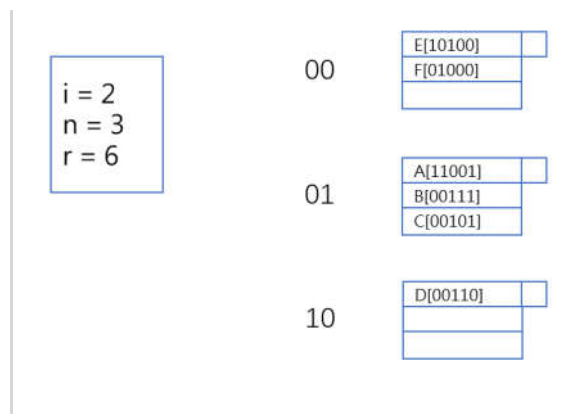 i = 2
n = 3
r = 6
00
E[10100]
F[01000]
01
A[11001]
B[00111]
C[00101]
10
D[00110]